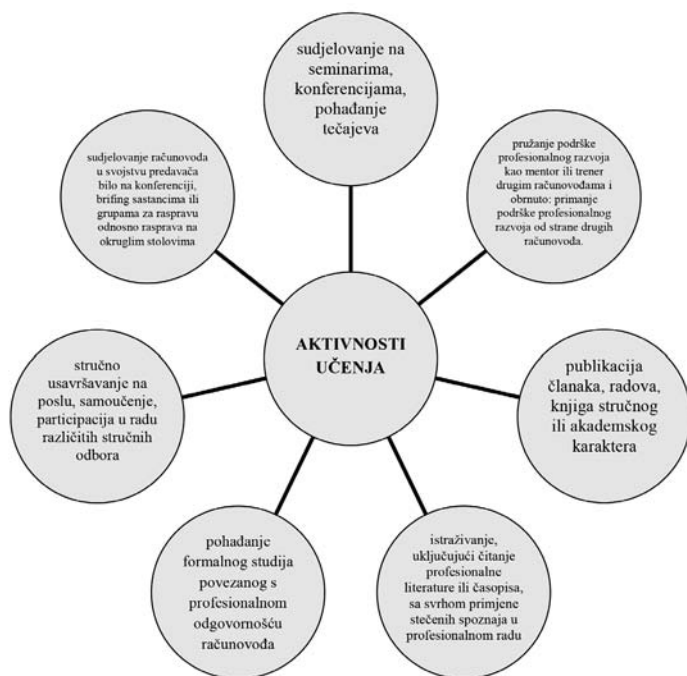 sudjelovanje na
seminarima,
konferencijama,
pohađanje
tečajeva
pružanje podrške
profesionalnog razvoja
kao mentor ili trener
drugim računovođama i
obrnuto: primanje
podrške profesionalnog
razvoja od strane drugih
računovođa.
publikacija
članaka, radova,
knjiga stručnog
ili akademskog
karaktera
istraživanje,
uključujući čitanje
profesionalne
literature ili časopisa,
sa svrhom primjene
stečenih spoznaja u
profesionalnom radu
pohađanje
formalnog studija
povezanog s
profesionalnom
odgovornošću
računovođa
stručno
usavršavanje na
poslu, samoučenje,
participacija u radu
različitih stručnih
odbora
sudjelovanje računovođa
u svojstvu predavača
bilo na konferenciji,
brifing sastancima ili
grupama za raspravu
odnosno rasprava na
okruglim stolovima
AKTIVNOSTI
UČENJA